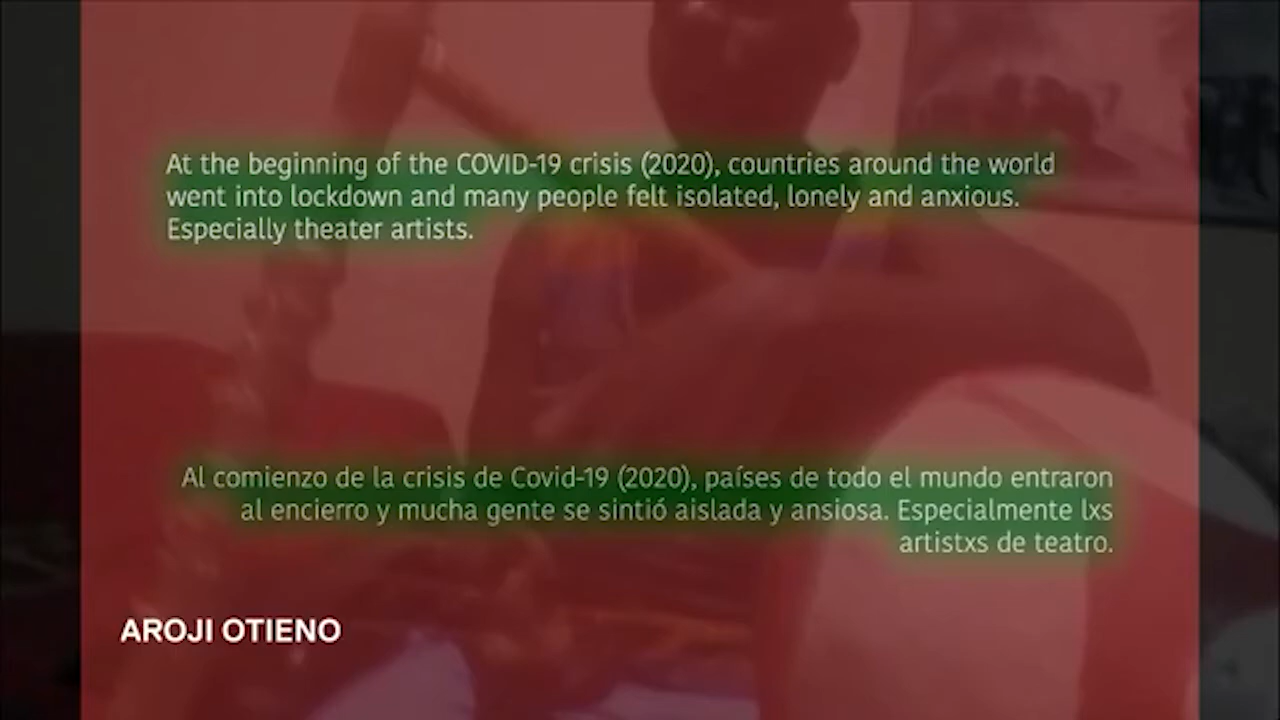 At the beginning of the COVID-19 crisis (2020), countries around the world
went into lockdown and many people felt isolated, lonely and anxious.
Especially theater artists.
Al comienzo de la crisis de Covid-19 (2020), países de todo el mundo entraron
al encierro y mucha gente se sintió aislada y ansiosa. Especialmente lxs
artistxs de teatro.
AROJI OTIENO